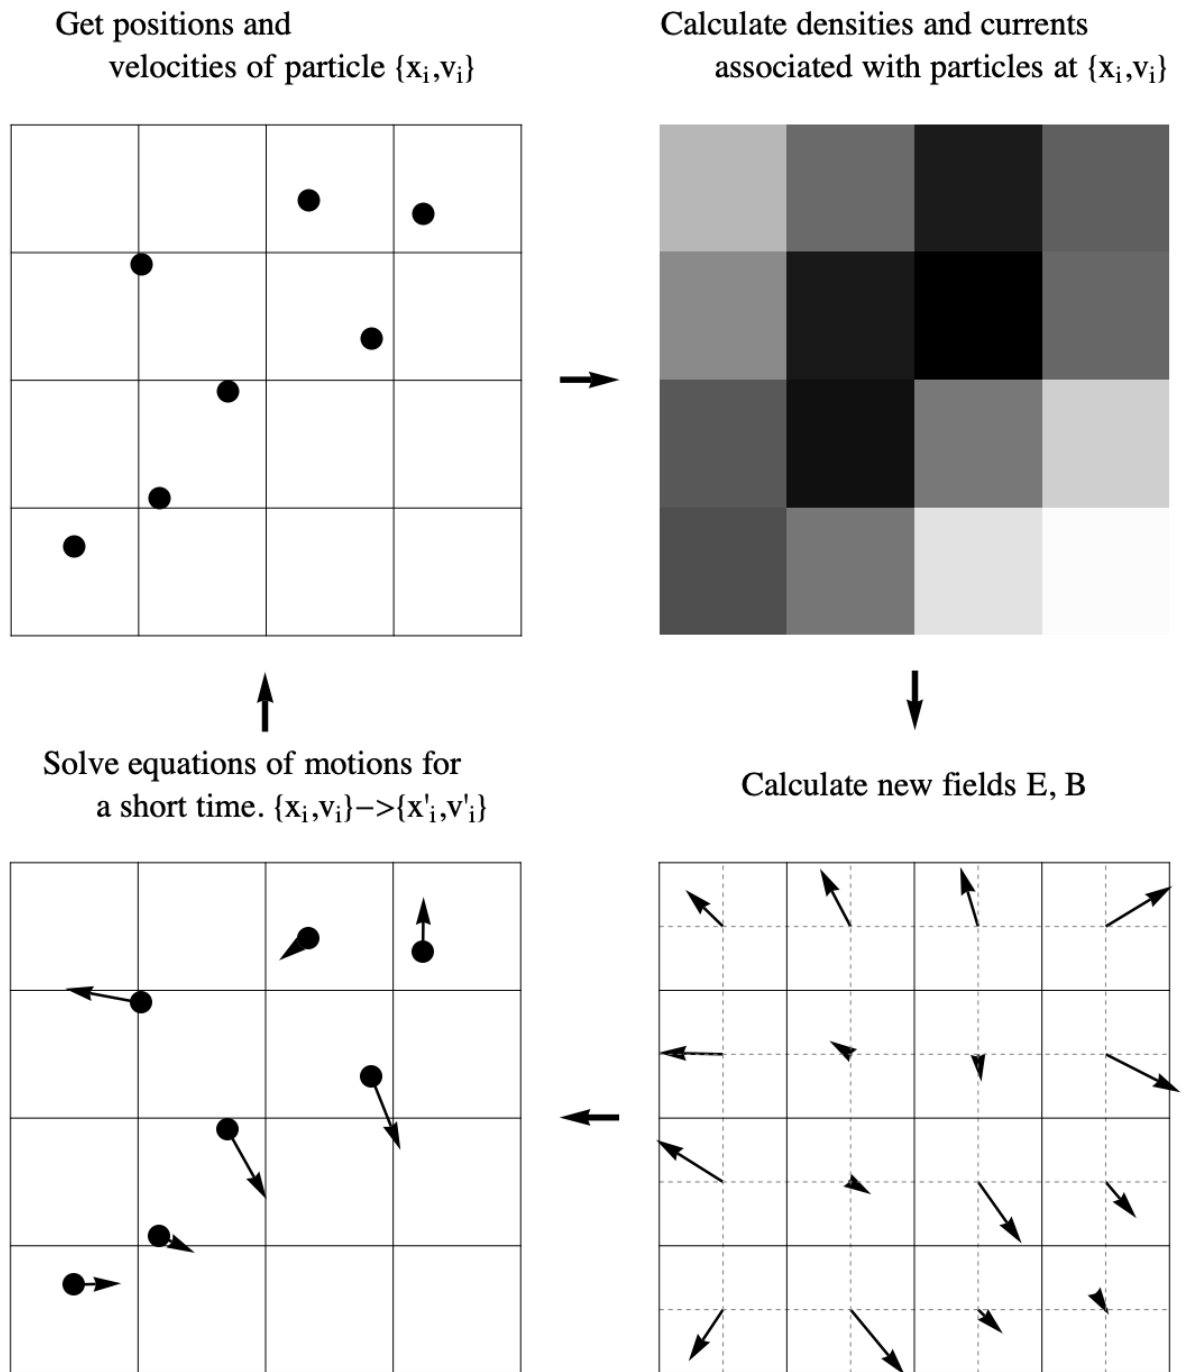 Get positions and
velocities of particle {xᵢ,vᵢ}
Calculate densities and currents
associated with particles at {xᵢ,vᵢ}
Solve equations of motions for
a short time. {xᵢ,vᵢ}−>{x'ᵢ,v'ᵢ}
Calculate new fields E, B